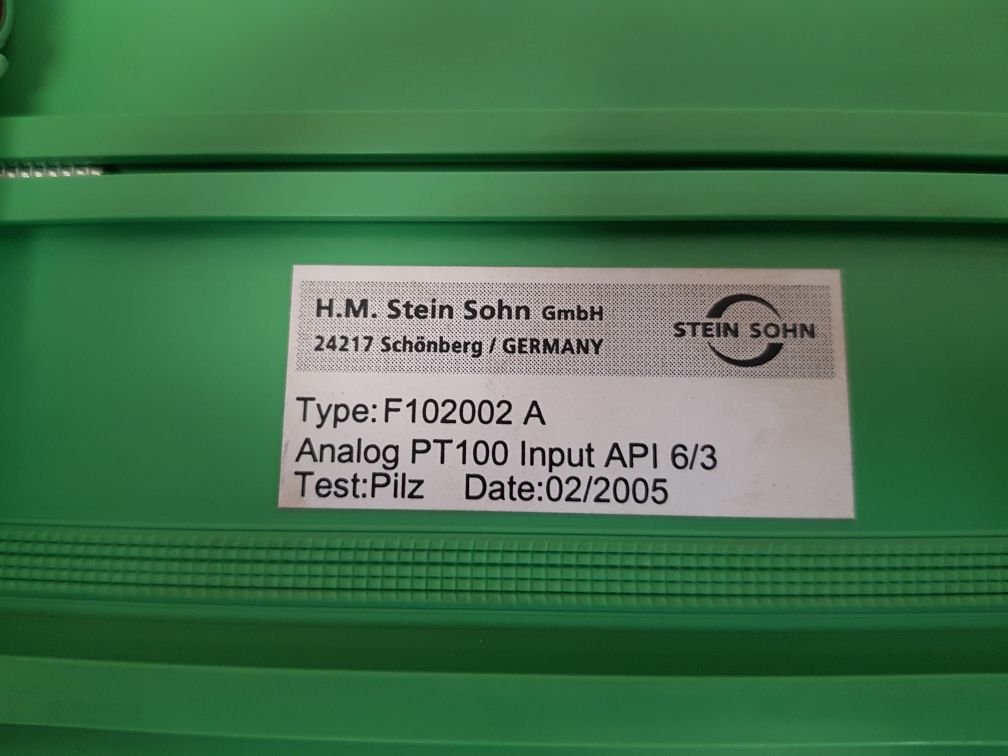 H.M. Stein Sohn GmbH
24217 Schönberg / GERMANY
STEIN SOHN
Type:F102002 A
Analog PT100 Input API 6/3
Test:Pilz Date:02/2005